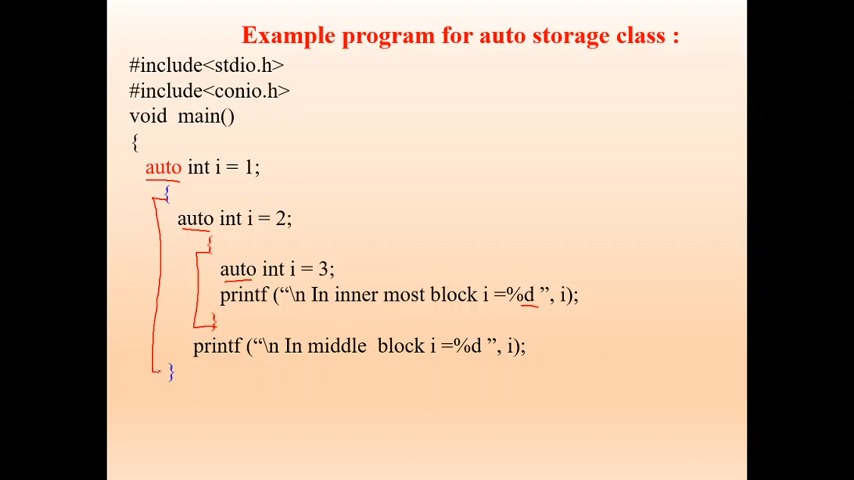 Example program for auto storage class :
#include<stdio.h>
#include<conio.h>
void main()
{
auto int i = 1;
{
auto int i = 2;
{
auto int i = 3;
printf (“\n In inner most block i =%d ”, i);
}
printf (“\n In middle block i =%d ”, i);
}